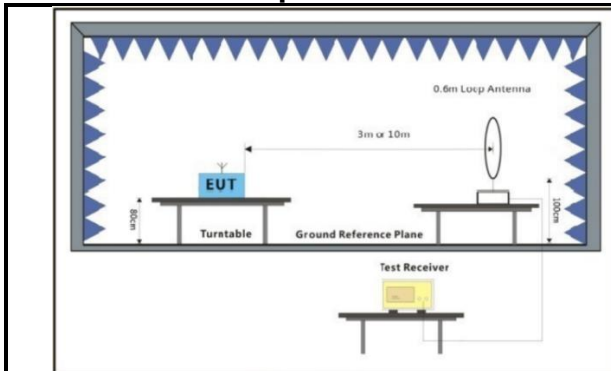 0.6m Loop Antenna
3m or 10m
EUT
80cm
100cm
Turntable
Ground Reference Plane
Test Receiver